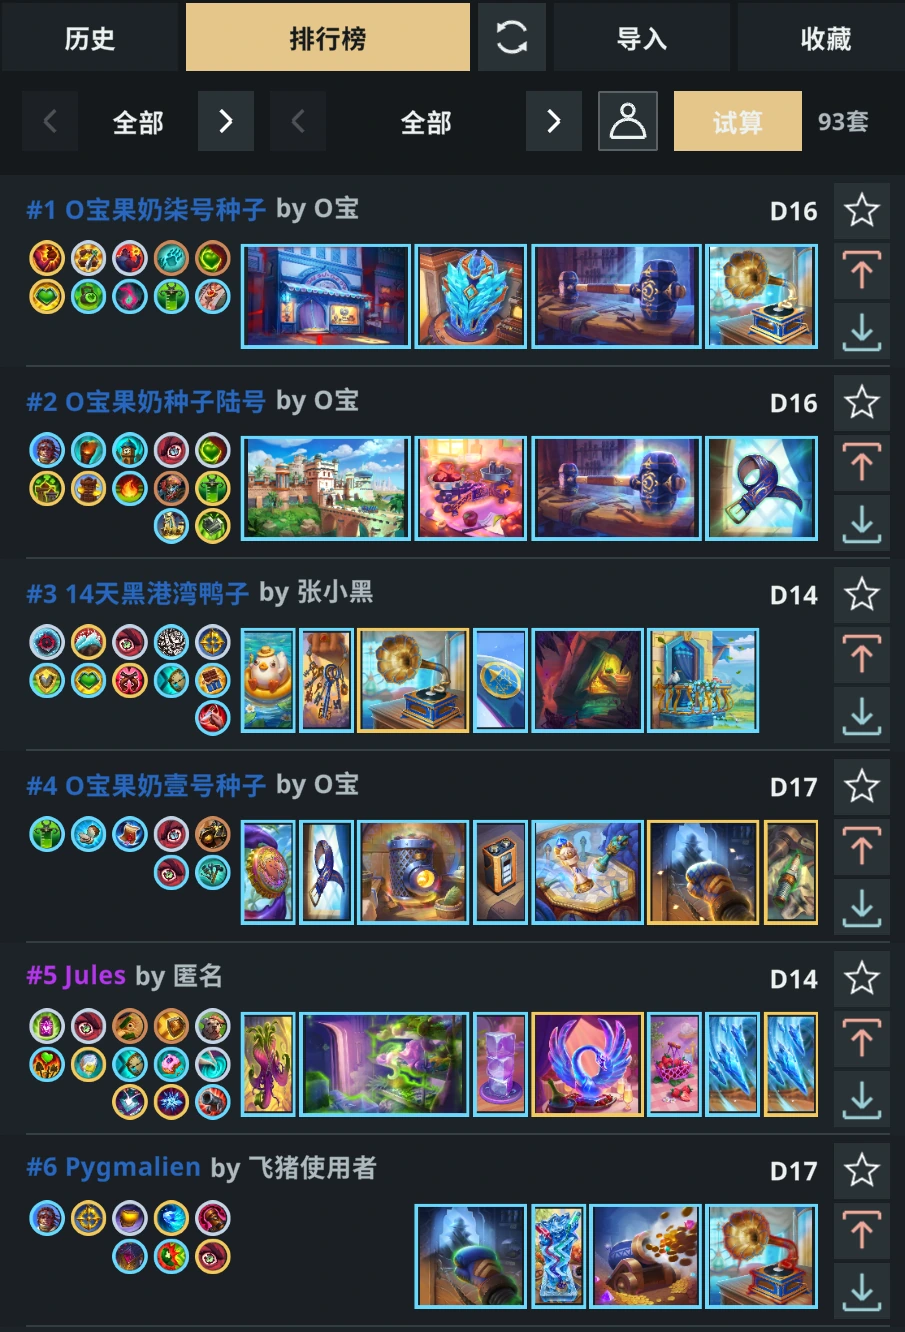 历史 排行榜 导入 收藏
全部 全部 试算 93套
#1 O宝果奶柒号种子 by O宝 D16
#2 O宝果奶种子陆号 by O宝 D16
#3 14天黑港湾鸭子 by 张小黑 D14
#4 O宝果奶壹号种子 by O宝 D17
#5 Jules by 匿名 D14
#6 Pygmalien by 飞猪使用者 D17